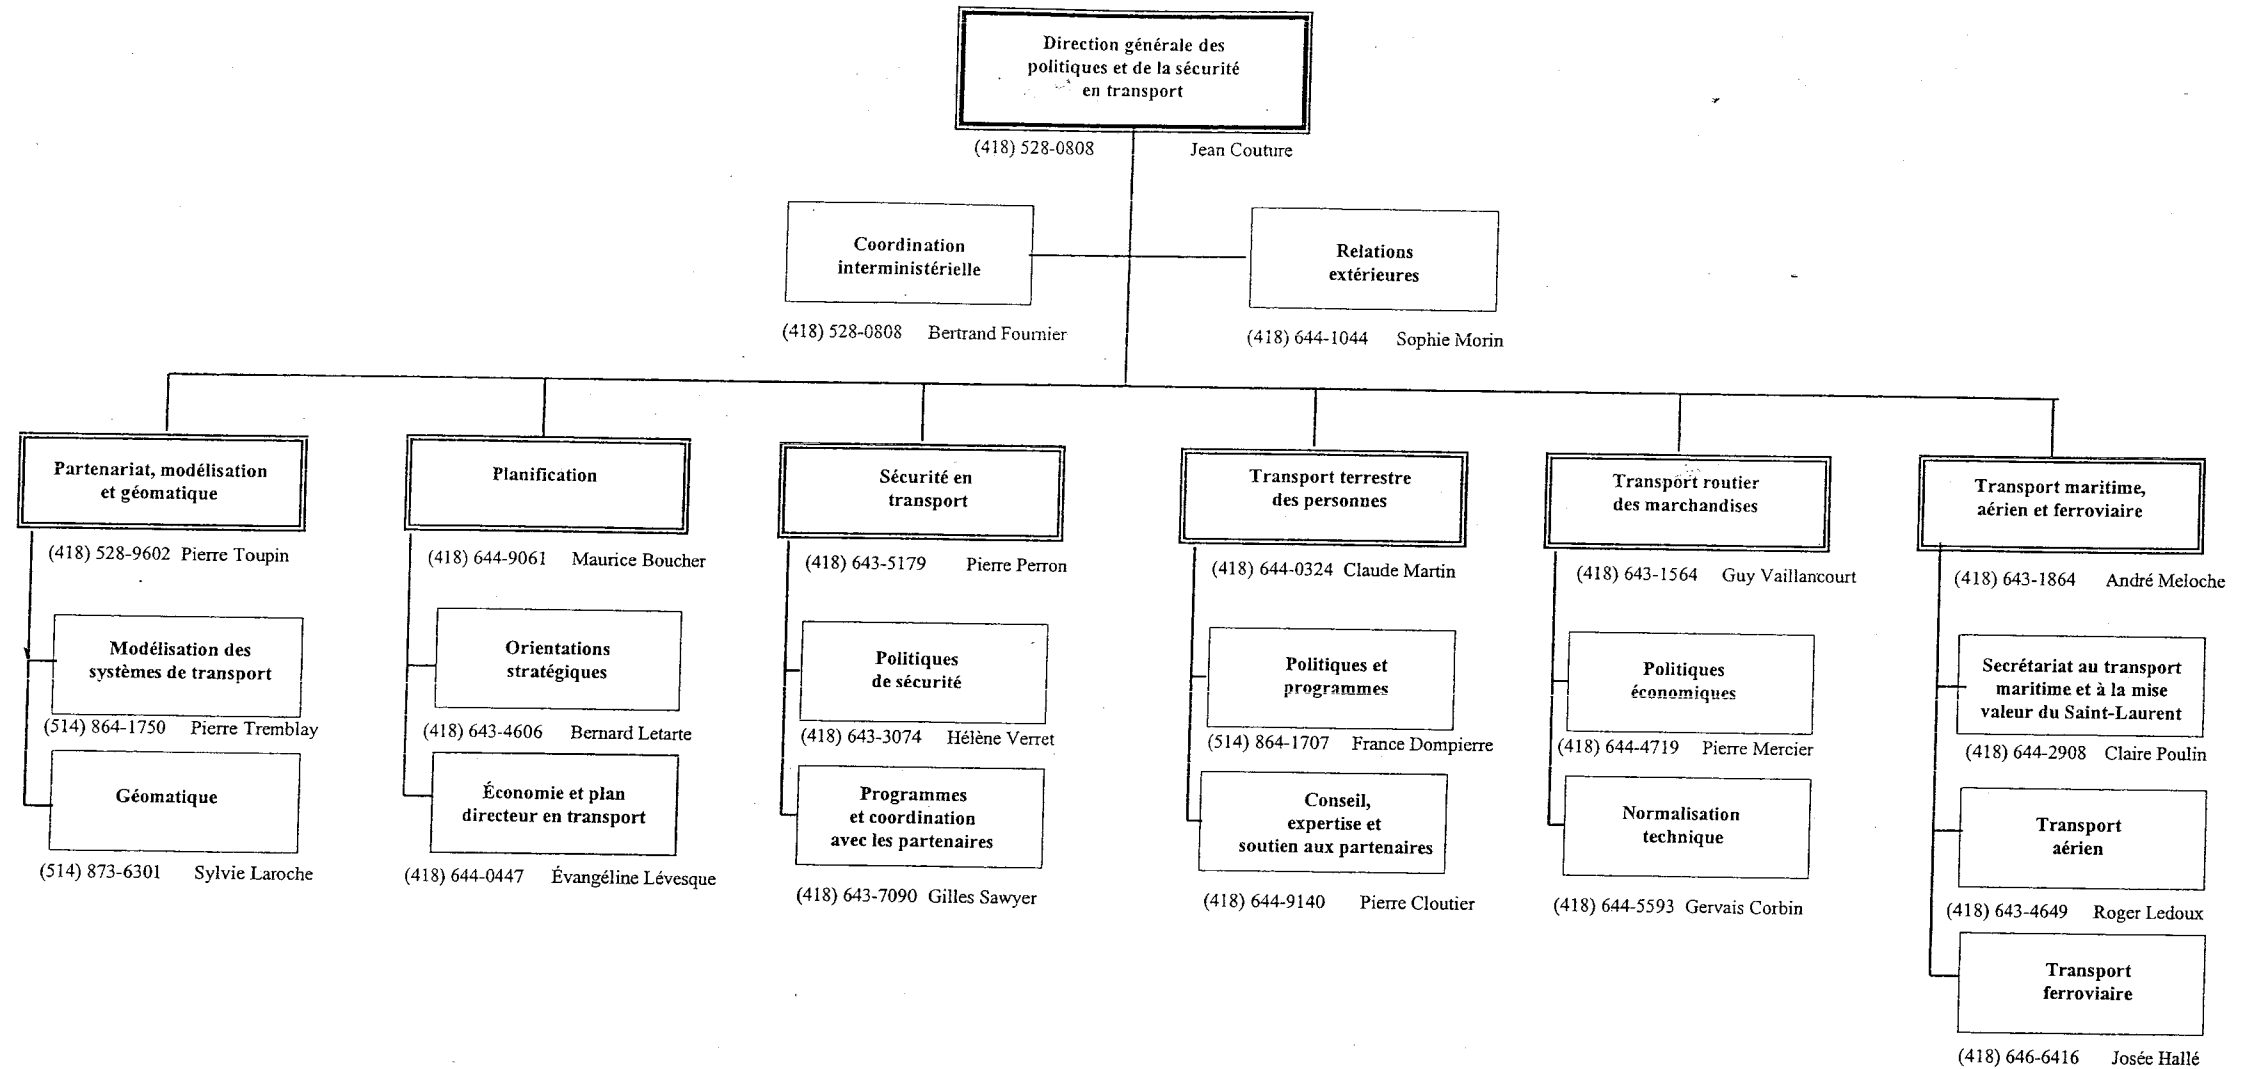 Direction générale des
politiques et de la sécurité
en transport
(418) 528-0808 Jean Couture
Coordination
interministérielle
(418) 528-0808 Bertrand Fournier
Relations
extérieures
(418) 644-1044 Sophie Morin
Partenariat, modélisation
et géomatique
(418) 528-9602 Pierre Toupin
Modélisation des
systèmes de transport
(514) 864-1750 Pierre Tremblay
Géomatique
(514) 873-6301 Sylvie Laroche
Planification
(418) 644-9061 Maurice Boucher
Orientations
stratégiques
(418) 643-4606 Bernard Letarte
Économie et plan
directeur en transport
(418) 644-0447 Évangéline Lévesque
Sécurité en
transport
(418) 643-5179 Pierre Perron
Politiques
de sécurité
(418) 643-3074 Hélène Verret
Programmes
et coordination
avec les partenaires
(418) 643-7090 Gilles Sawyer
Transport terrestre
des personnes
(418) 644-0324 Claude Martin
Politiques et
programmes
(514) 864-1707 France Dompierre
Conseil,
expertise et
soutien aux partenaires
(418) 644-9140 Pierre Cloutier
Transport routier
des marchandises
(418) 643-1564 Guy Vaillancourt
Politiques
économiques
(418) 644-4719 Pierre Mercier
Normalisation
technique
(418) 644-5593 Gervais Corbin
Transport maritime,
aérien et ferroviaire
(418) 643-1864 André Meloche
Secrétariat au transport
maritime et à la mise
valeur du Saint-Laurent
(418) 644-2908 Claire Poulin
Transport
aérien
(418) 643-4649 Roger Ledoux
Transport
ferroviaire
(418) 646-6416 Josée Hallé